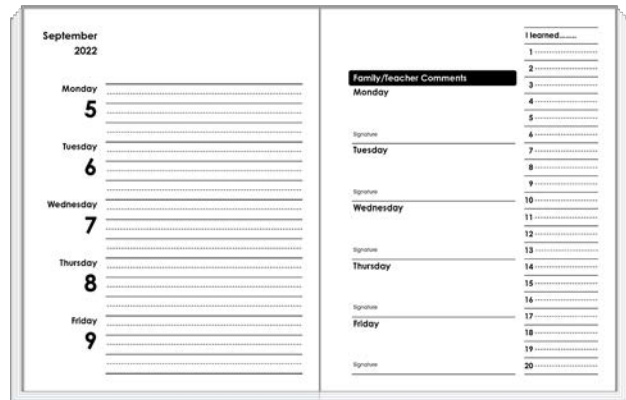 September
2022
Monday
5
Tuesday
6
Wednesday
7
Thursday
8
Friday
9
Family/Teacher Comments
Monday
Signature
Tuesday
Signature
Wednesday
Signature
Thursday
Signature
Friday
Signature
I learned........
1
2
3
4
5
6
7
8
9
10
11
12
13
14
15
16
17
18
19
20